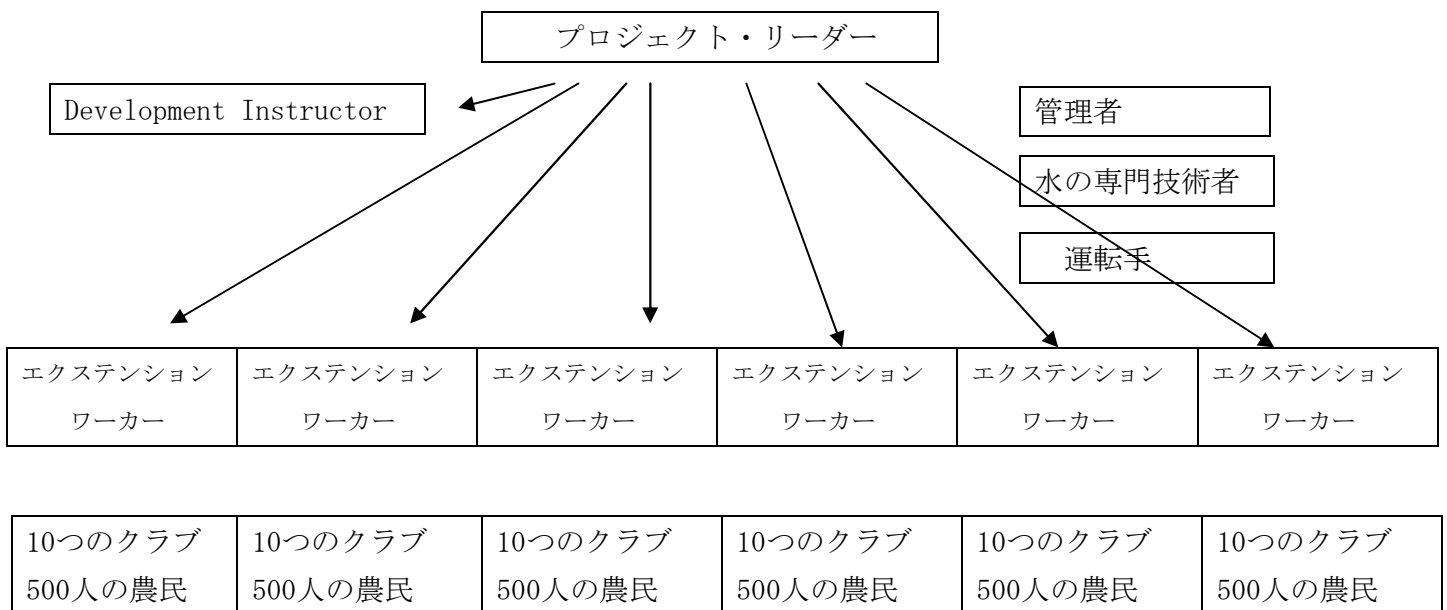 プロジェクト・リーダー
Development Instructor
管理者
水の専門技術者
運転手
エクステンション
ワーカー
エクステンション
ワーカー
エクステンション
ワーカー
エクステンション
ワーカー
エクステンション
ワーカー
エクステンション
ワーカー
10つのクラブ
500人の農民
10つのクラブ
500人の農民
10つのクラブ
500人の農民
10つのクラブ
500人の農民
10つのクラブ
500人の農民
10つのクラブ
500人の農民